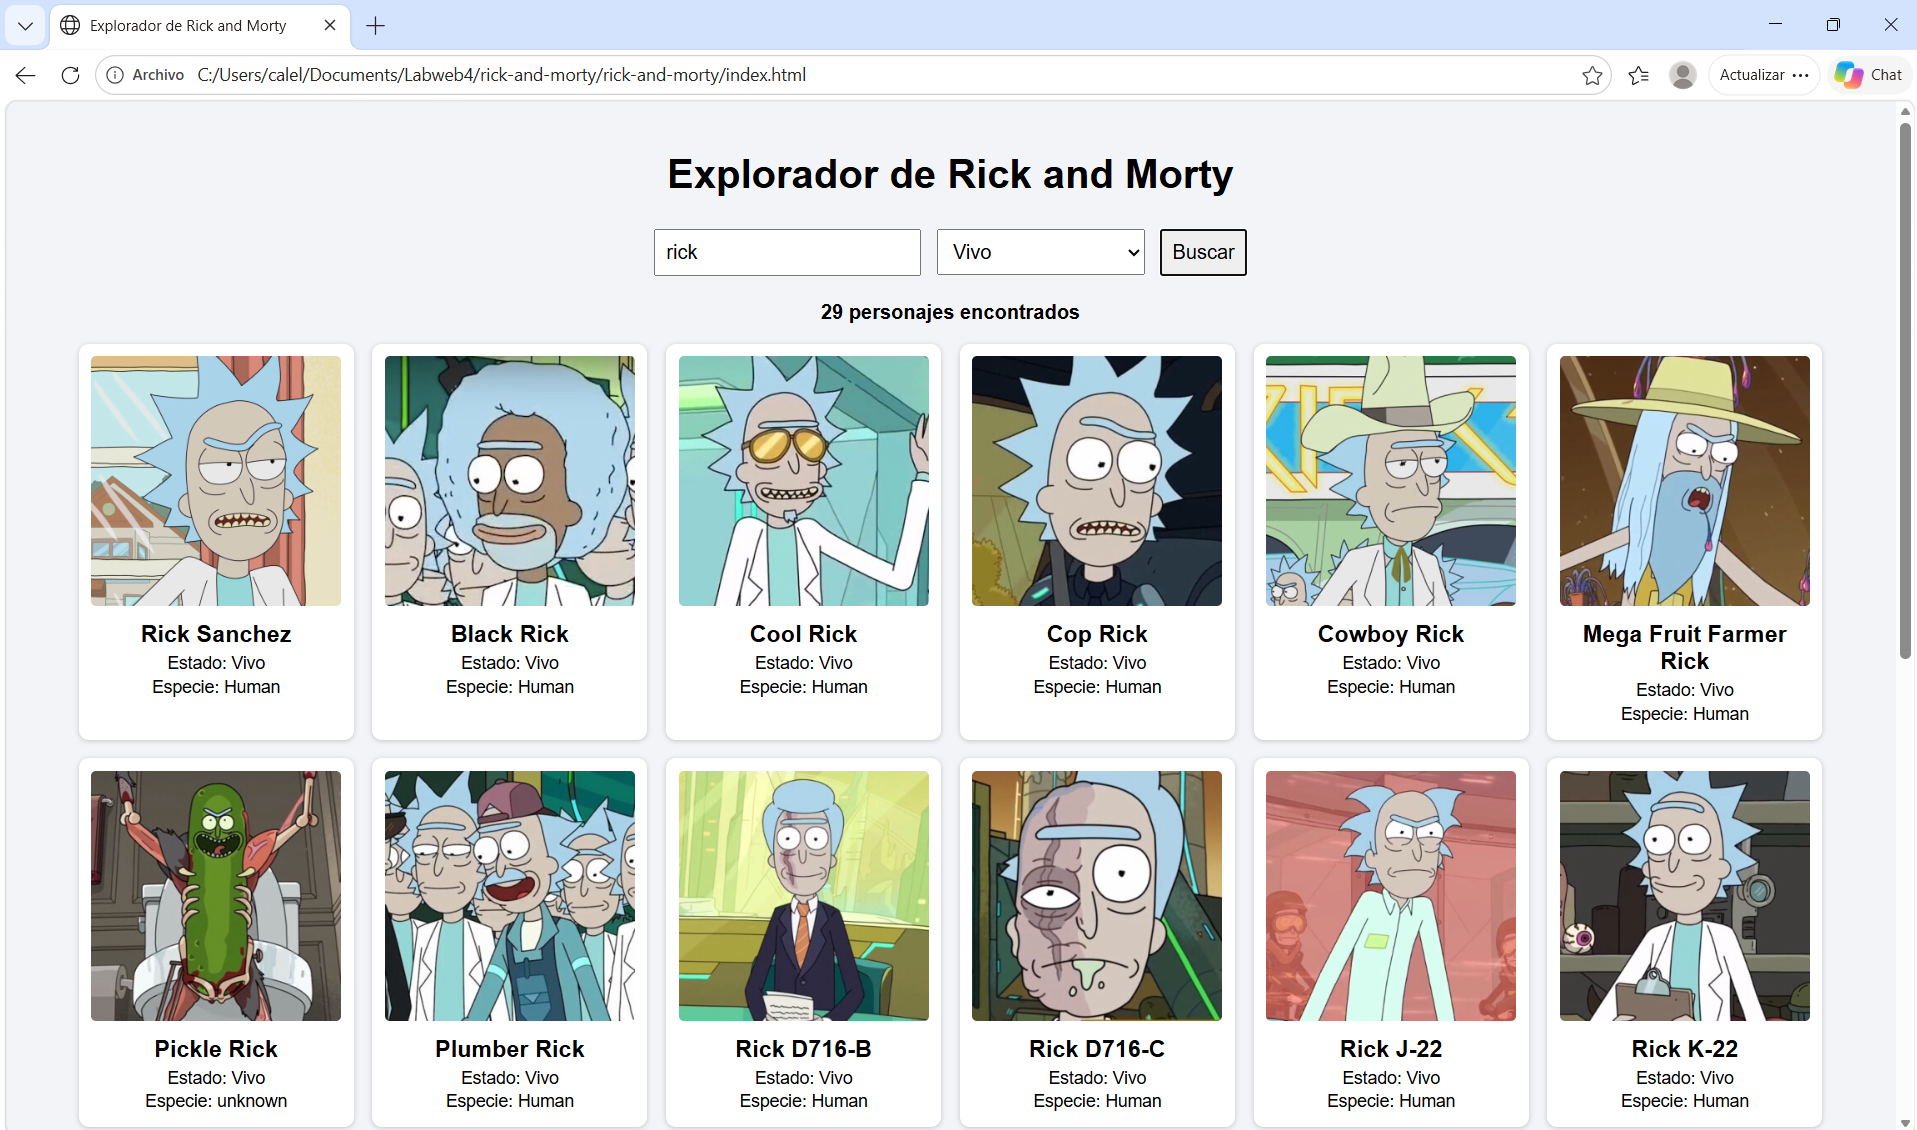 Explorador de Rick and Morty
Archivo C:/Users/calel/Documents/Labweb4/rick-and-morty/rick-and-morty/index.html
Actualizar
Chat
Explorador de Rick and Morty
rick
Vivo
Buscar
29 personajes encontrados
Rick Sanchez
Estado: Vivo
Especie: Human
Black Rick
Estado: Vivo
Especie: Human
Cool Rick
Estado: Vivo
Especie: Human
Cop Rick
Estado: Vivo
Especie: Human
Cowboy Rick
Estado: Vivo
Especie: Human
Mega Fruit Farmer
Rick
Estado: Vivo
Especie: Human
Pickle Rick
Estado: Vivo
Especie: unknown
Plumber Rick
Estado: Vivo
Especie: Human
Rick D716-B
Estado: Vivo
Especie: Human
Rick D716-C
Estado: Vivo
Especie: Human
Rick J-22
Estado: Vivo
Especie: Human
Rick K-22
Estado: Vivo
Especie: Human